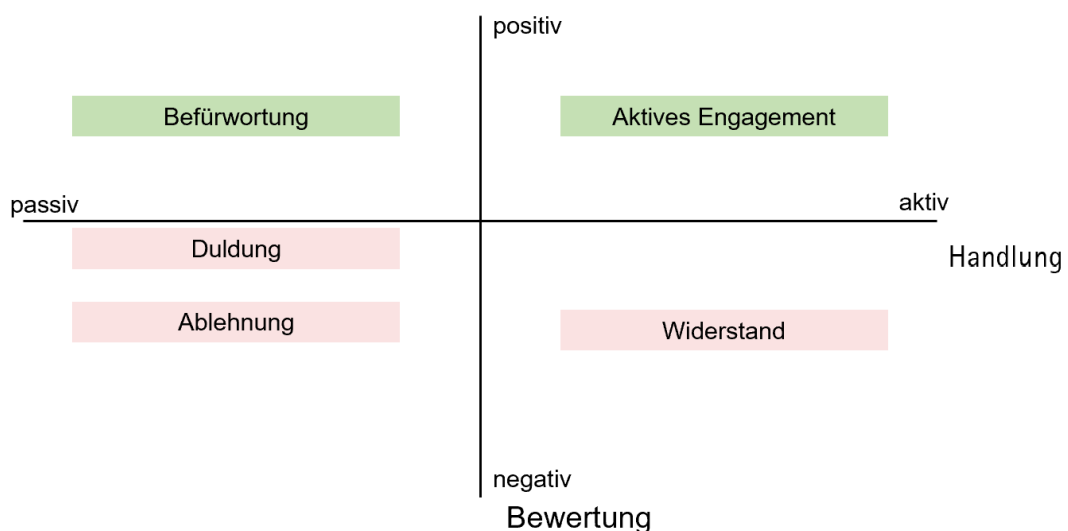 positiv
Befürwortung
Aktives Engagement
passiv
aktiv
Duldung
Handlung
Ablehnung
Widerstand
negativ
Bewertung